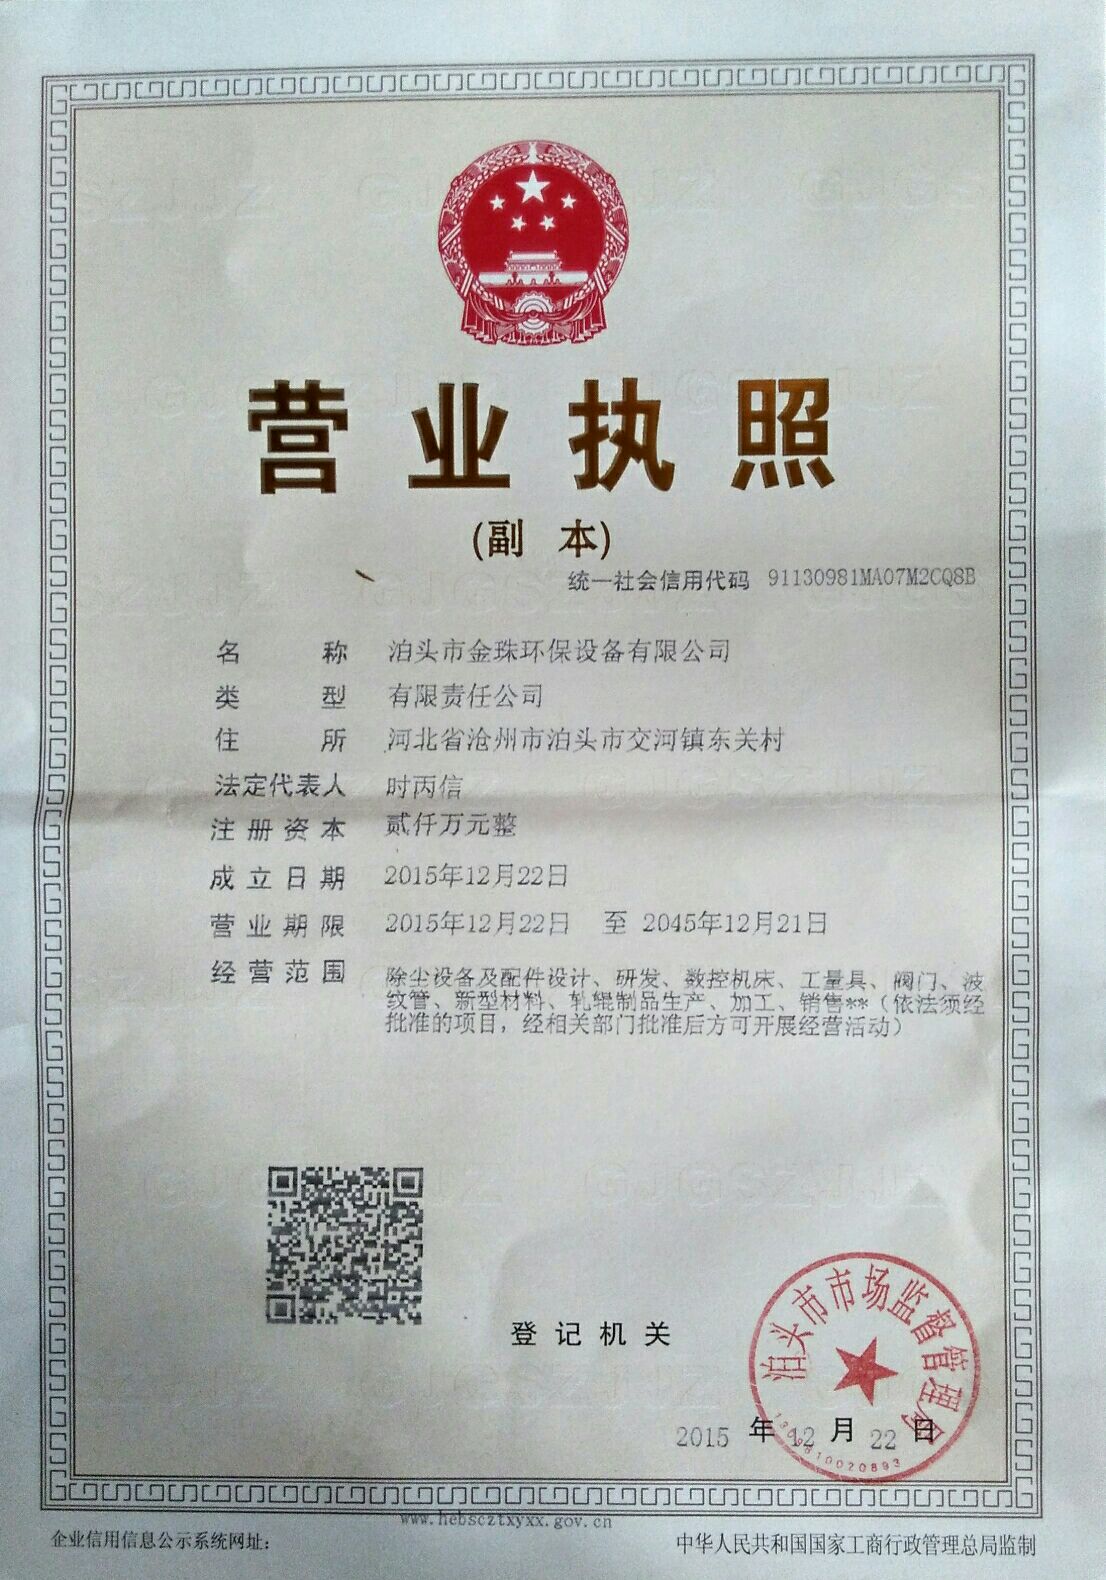 营业执照
(副 本)
统一社会信用代码 91130981MA07M2CQ8B
名称 泊头市金珠环保设备有限公司
类型 有限责任公司
住所 河北省沧州市泊头市交河镇东关村
法定代表人 时丙信
注册资本 贰仟万元整
成立日期 2015年12月22日
营业期限 2015年12月22日 至 2045年12月21日
经营范围 除尘设备及配件设计、研发、数控机床、工量具、阀门、波
纹管、新型材料、轧辊制品生产、加工、销售**（依法须经
批准的项目，经相关部门批准后方可开展经营活动）
登记机关
泊头市市场监督管理局
2015 年 12 月 22 日
1309810020893
www.hebscztxyxx.gov.cn
企业信用信息公示系统网址：
中华人民共和国国家工商行政管理总局监制